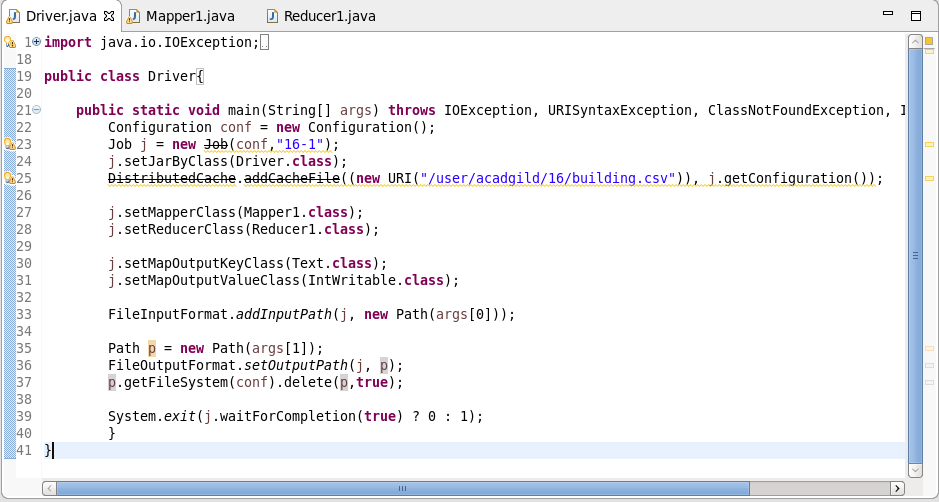 Driver.java Mapper1.java Reducer1.java
1 import java.io.IOException;
18
19 public class Driver{
20
21 public static void main(String[] args) throws IOException, URISyntaxException, ClassNotFoundException, I
22 Configuration conf = new Configuration();
23 Job j = new Job(conf,"16-1");
24 j.setJarByClass(Driver.class);
25 DistributedCache.addCacheFile((new URI("/user/acadgild/16/building.csv")), j.getConfiguration());
26
27 j.setMapperClass(Mapper1.class);
28 j.setReducerClass(Reducer1.class);
29
30 j.setMapOutputKeyClass(Text.class);
31 j.setMapOutputValueClass(IntWritable.class);
32
33 FileInputFormat.addInputPath(j, new Path(args[0]));
34
35 Path p = new Path(args[1]);
36 FileOutputFormat.setOutputPath(j, p);
37 p.getFileSystem(conf).delete(p,true);
38
39 System.exit(j.waitForCompletion(true) ? 0 : 1);
40 }
41 }